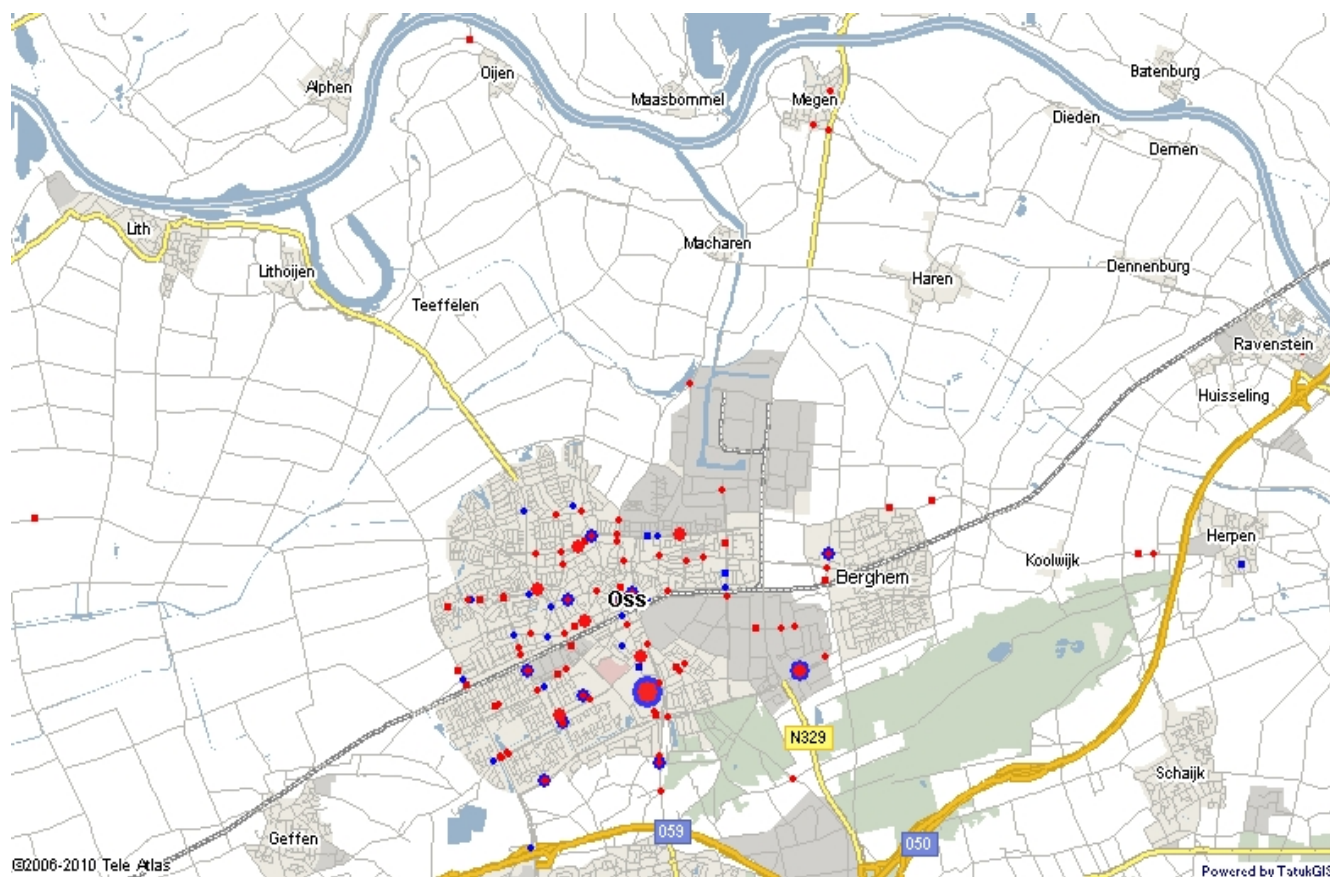 Batenburg
Oijen
Alphen
Maasbommel
Megen
Dieden
Demen
Lith
Macharen
Lithoijen
Dennenburg
Haren
Teeffelen
Ravenstein
Huisseling
Herpen
Koolwijk
Berghem
Oss
N329
Schaijk
059
Geffen
050
©2006-2010 Tele Atlas
Powered by TatukGIS